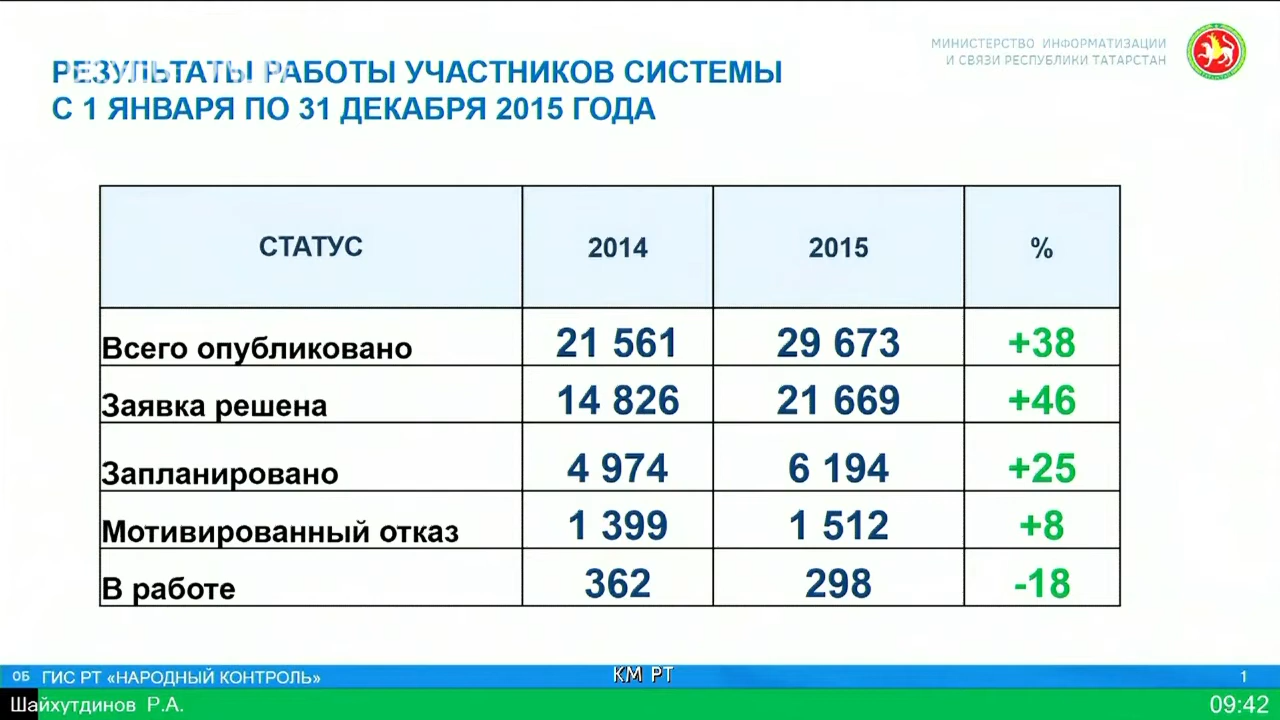 МИНИСТЕРСТВО ИНФОРМАТИЗАЦИИ
И СВЯЗИ РЕСПУБЛИКИ ТАТАРСТАН
РЕЗУЛЬТАТЫ РАБОТЫ УЧАСТНИКОВ СИСТЕМЫ
С 1 ЯНВАРЯ ПО 31 ДЕКАБРЯ 2015 ГОДА
СТАТУС 2014 2015 %
Всего опубликовано 21 561 29 673 +38
Заявка решена 14 826 21 669 +46
Запланировано 4 974 6 194 +25
Мотивированный отказ 1 399 1 512 +8
В работе 362 298 -18
ОБ ГИС РТ «НАРОДНЫЙ КОНТРОЛЬ» КМ РТ 1
Шайхутдинов Р.А. 09:42